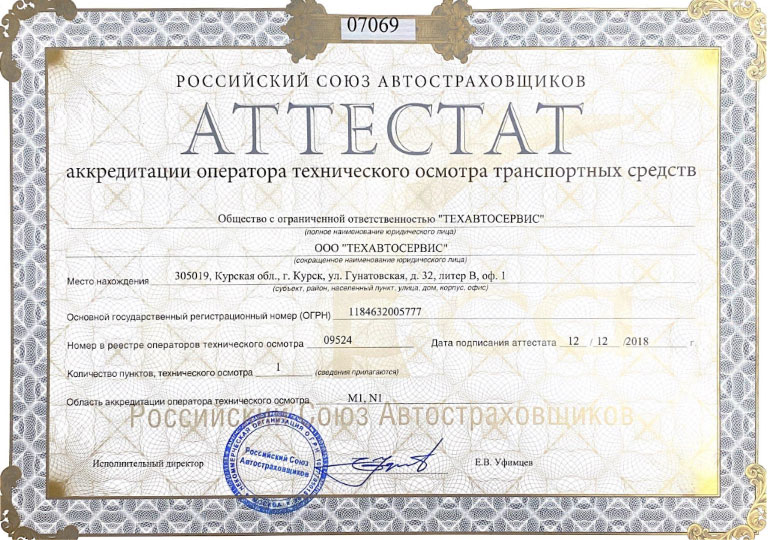 07069
РОССИЙСКИЙ СОЮЗ АВТОСТРАХОВЩИКОВ
АТТЕСТАТ
аккредитации оператора технического осмотра транспортных средств
Общество с ограниченной ответственностью "ТЕХАВТОСЕРВИС"
(полное наименование юридического лица)
ООО "ТЕХАВТОСЕРВИС"
(сокращенное наименование юридического лица)
Место нахождения 305019, Курская обл., г. Курск, ул. Гунатовская, д. 32, литер В, оф. 1
(субъект, район, населенный пункт, улица, дом, корпус, офис)
Основной государственный регистрационный номер (ОГРН) 1184632005777
Номер в реестре операторов технического осмотра 09524 Дата подписания аттестата 12 / 12 /2018 г.
Количество пунктов, технического осмотра 1 (сведения прилагаются)
Область аккредитации оператора технического осмотра M1, N1
Российский Союз Автостраховщиков
Исполнительный директор Е.В. Уфимцев
Российский Союз
Автостраховщиков
НЕКОММЕРЧЕСКАЯ ОРГАНИЗАЦИЯ
МОСКВА